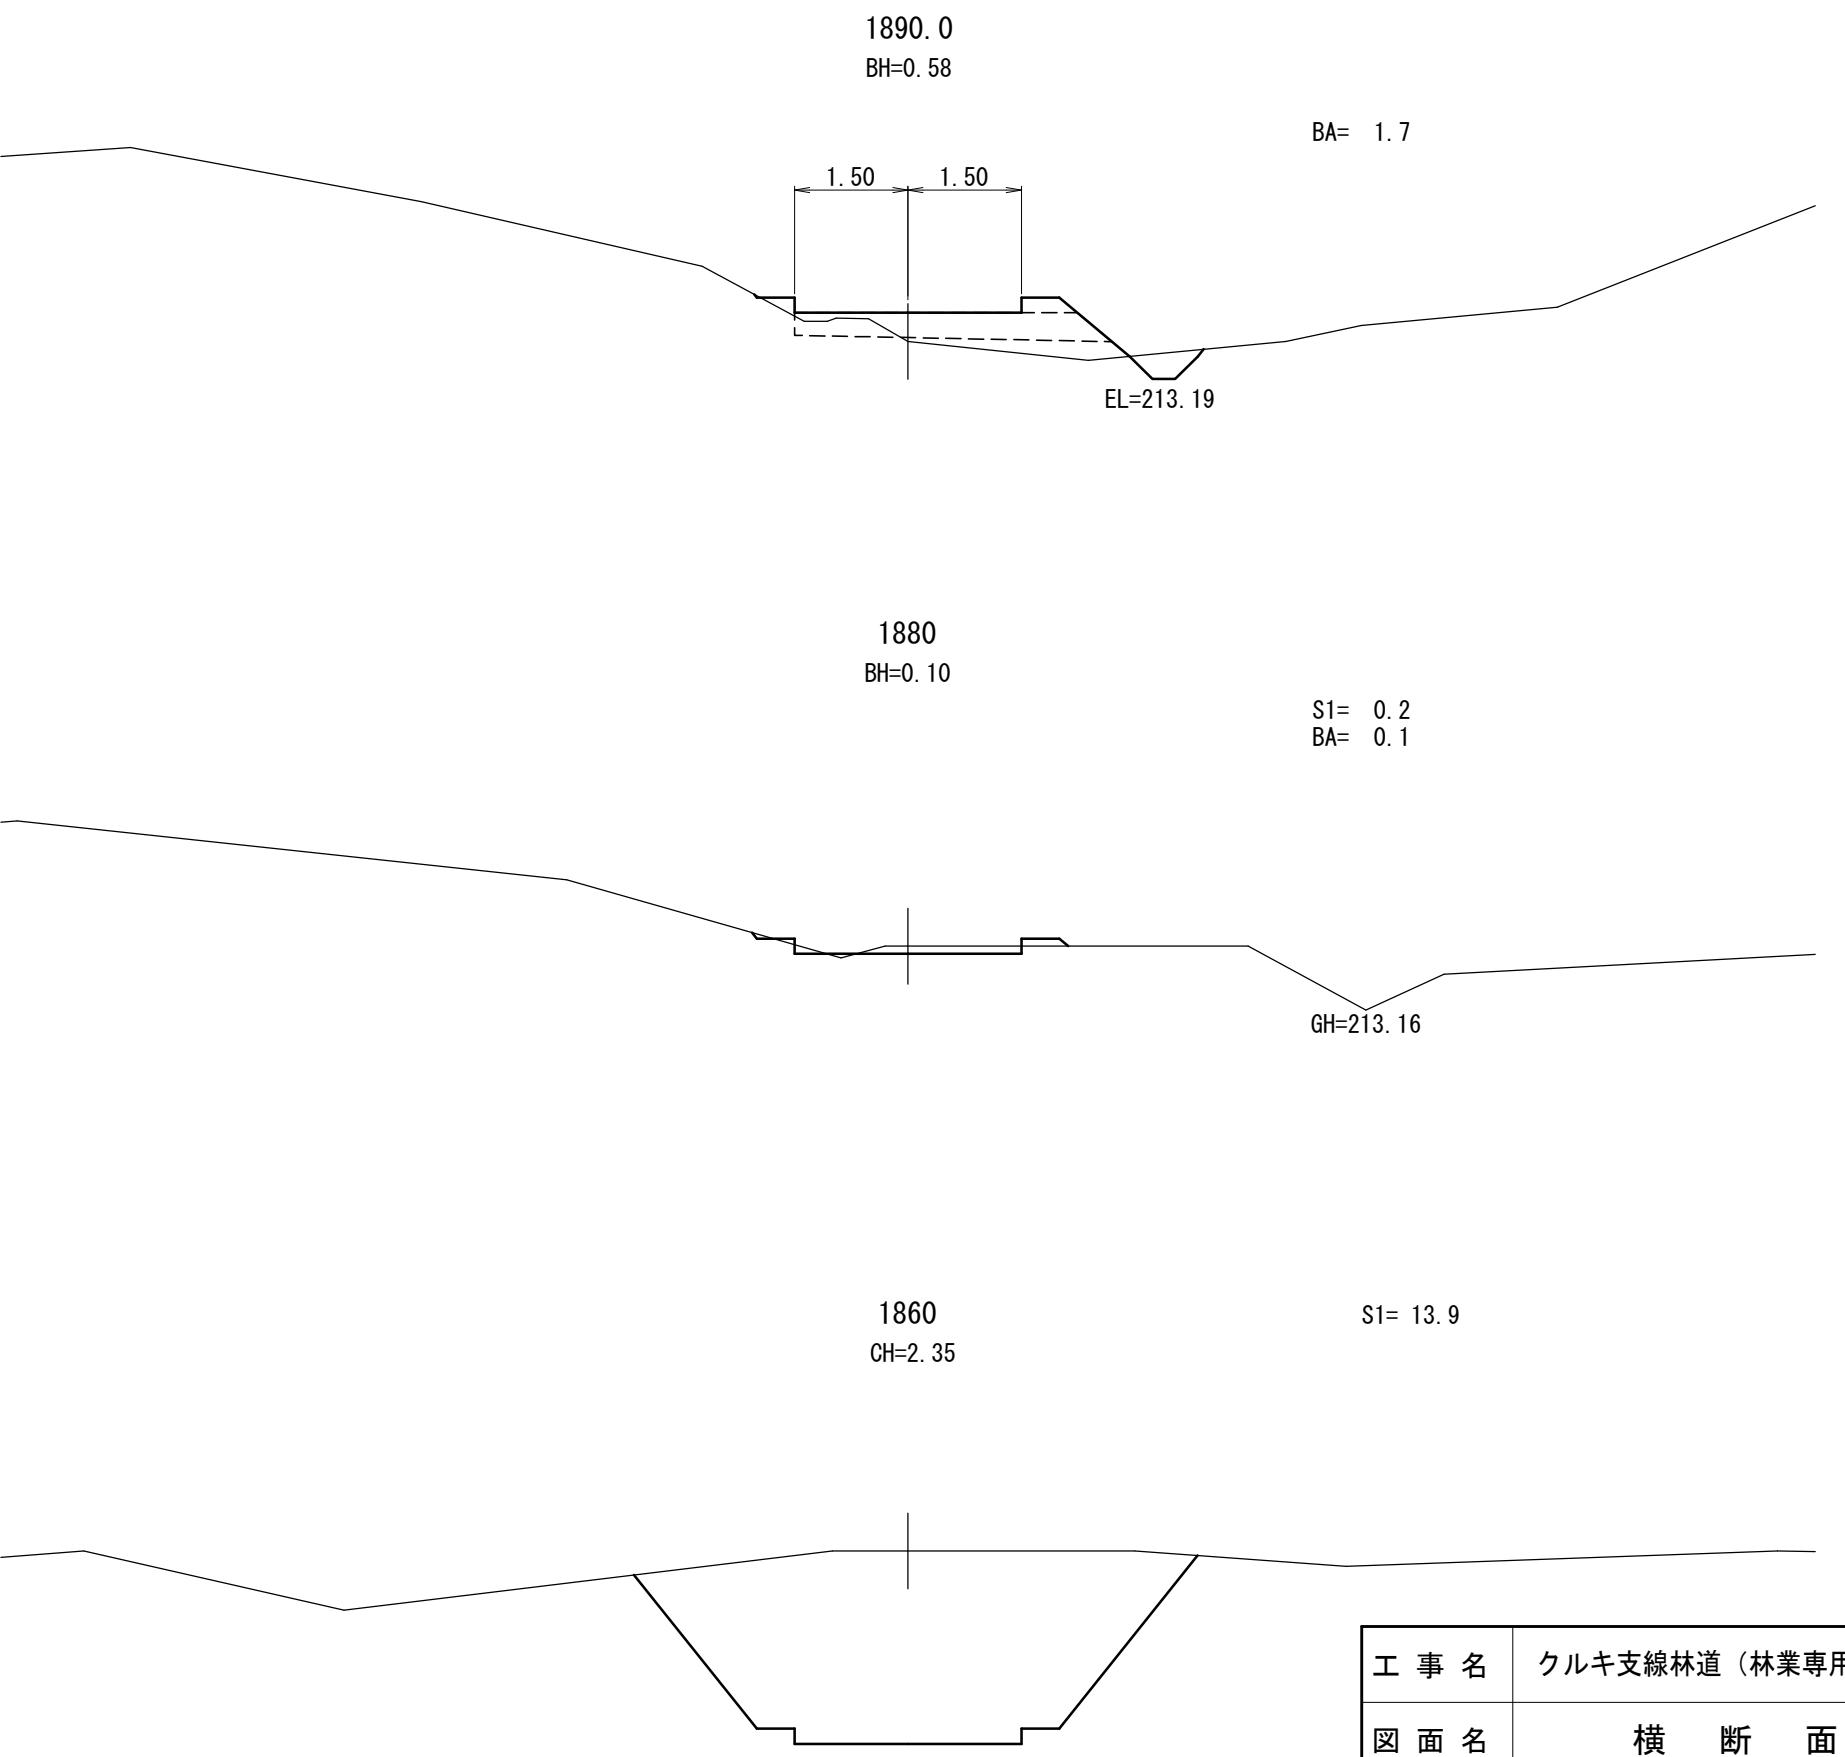 1890.0
BH=0.58
BA= 1.7
1.50 1.50
EL=213.19
1880
BH=0.10
S1= 0.2
BA= 0.1
GH=213.16
1860
S1= 13.9
CH=2.35
工 事 名 クルキ支線林道（林業専用
図 面 名 横 断 面